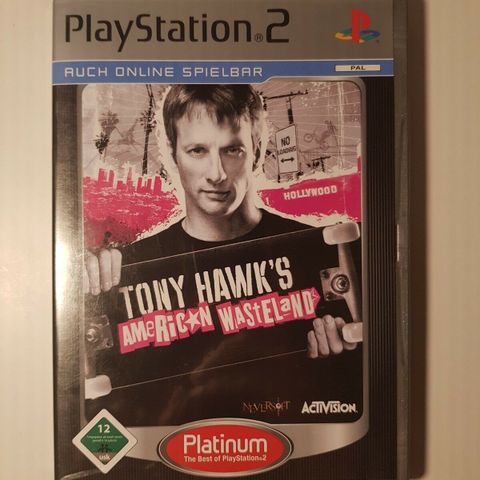 PlayStation®2
AUCH ONLINE SPIELBAR
PAL
NO
LOADING
HOLLYWOOD
TONY HAWK'S
AMERICAN WASTELAND
NEVERSOFT
ACTIVISION
12
usk
Platinum
The Best of PlayStation®2